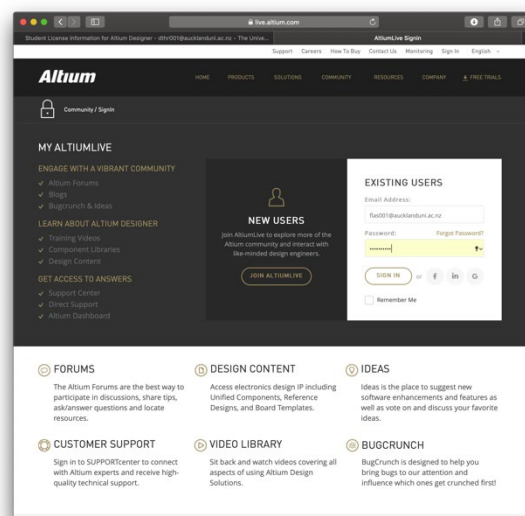 live.altium.com
Student License information for Altium Designer - dthr001@aucklanduni.ac.nz - The Unive...
AltiumLive SignIn
Support Careers How To Buy Contact Us Monitoring Sign In English
Altium
HOME PRODUCTS SOLUTIONS COMMUNITY RESOURCES COMPANY FREE TRIALS
Community / SignIn
MY ALTIUMLIVE
ENGAGE WITH A VIBRANT COMMUNITY
Altium Forums
Blogs
Bugcrunch & Ideas
LEARN ABOUT ALTIUM DESIGNER
Training Videos
Component Libraries
Design Content
GET ACCESS TO ANSWERS
Support Center
Direct Support
Altium Dashboard
NEW USERS
Join AltiumLive to explore more of the
Altium community and interact with
like-minded design engineers.
JOIN ALTIUMLIVE
EXISTING USERS
Email Address:
flas001@aucklanduni.ac.nz
Password: Forgot Password?
SIGN IN or f in G
Remember Me
FORUMS
The Altium Forums are the best way to
participate in discussions, share tips,
ask/answer questions and locate
resources.
DESIGN CONTENT
Access electronics design IP including
Unified Components, Reference
Designs, and Board Templates.
IDEAS
Ideas is the place to suggest new
software enhancements and features as
well as vote on and discuss your favorite
ideas.
CUSTOMER SUPPORT
Sign in to SUPPORTcenter to connect
with Altium experts and receive high-
quality technical support.
VIDEO LIBRARY
Sit back and watch videos covering all
aspects of using Altium Design
Solutions.
BUGCRUNCH
BugCrunch is designed to help you
bring bugs to our attention and
influence which ones get crunched first!